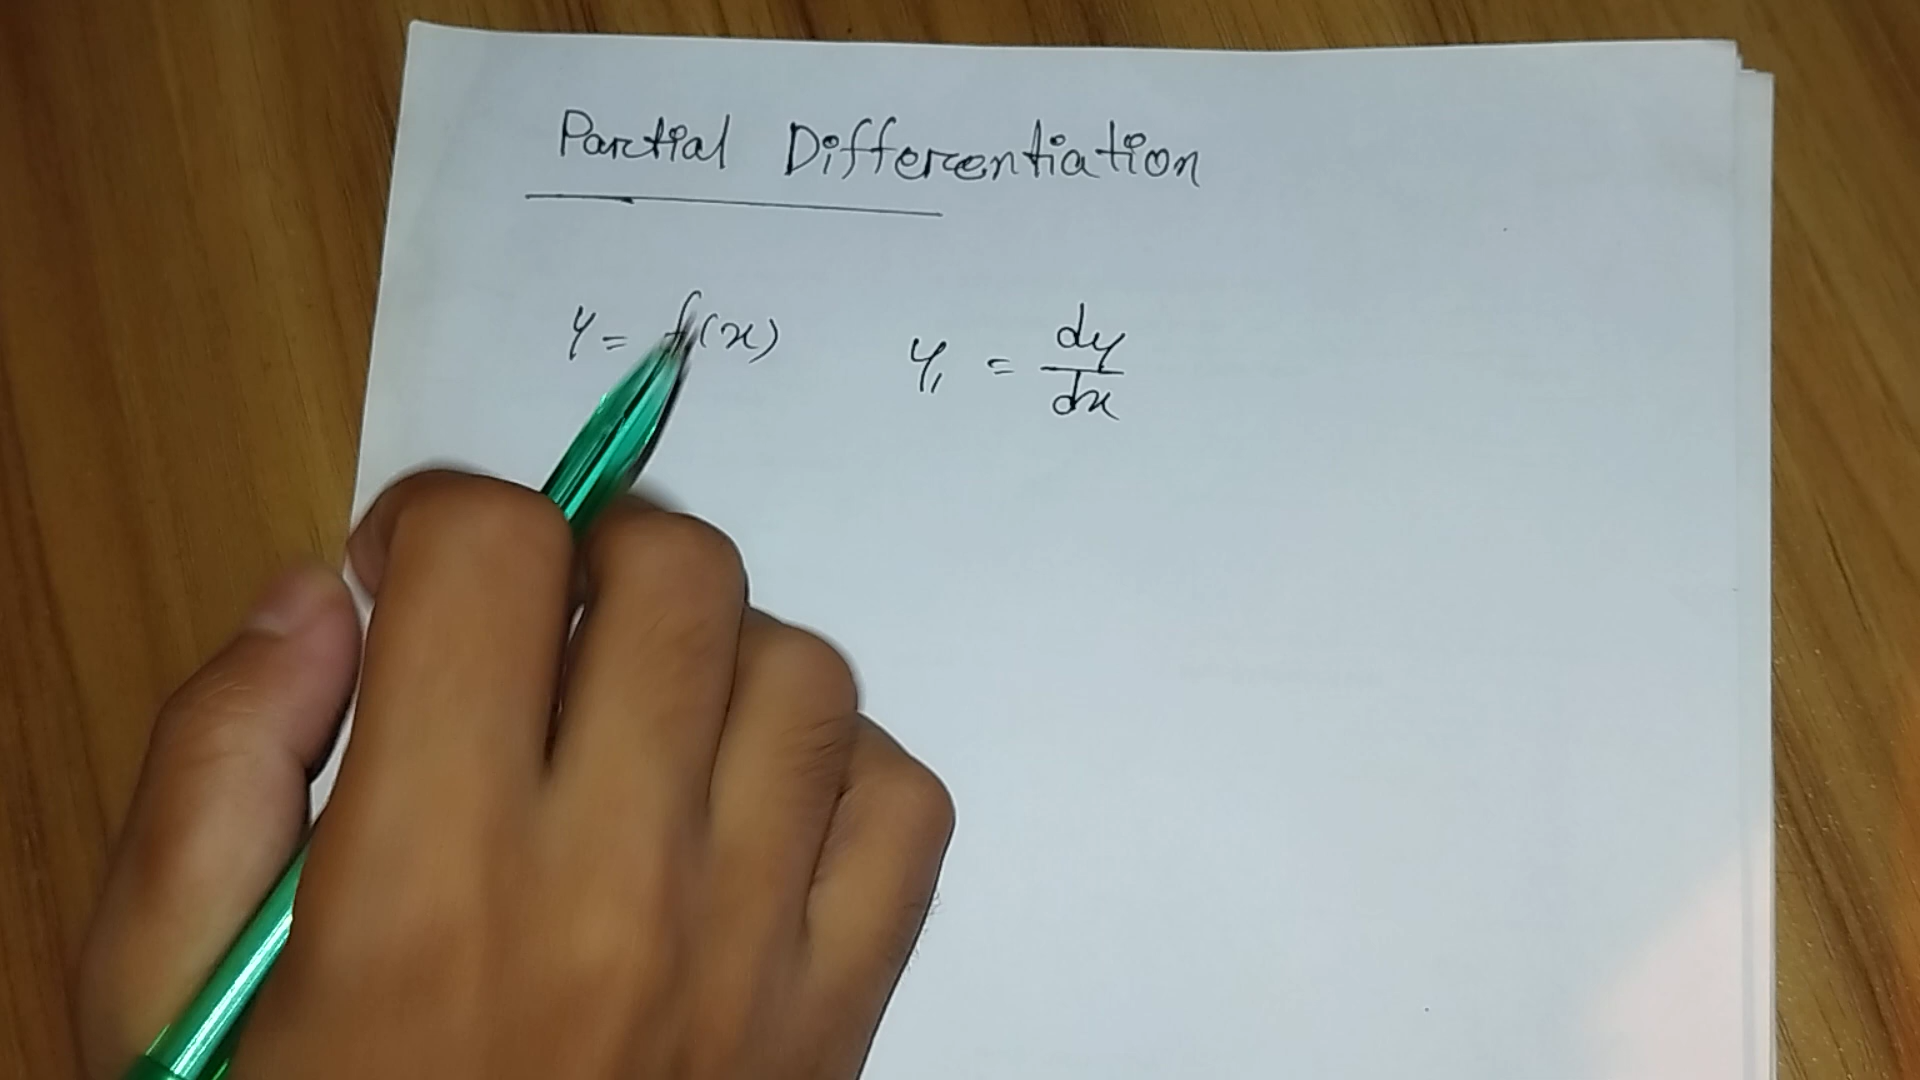 Partial Differentiation
y = f(x) y₁ = dy/dx